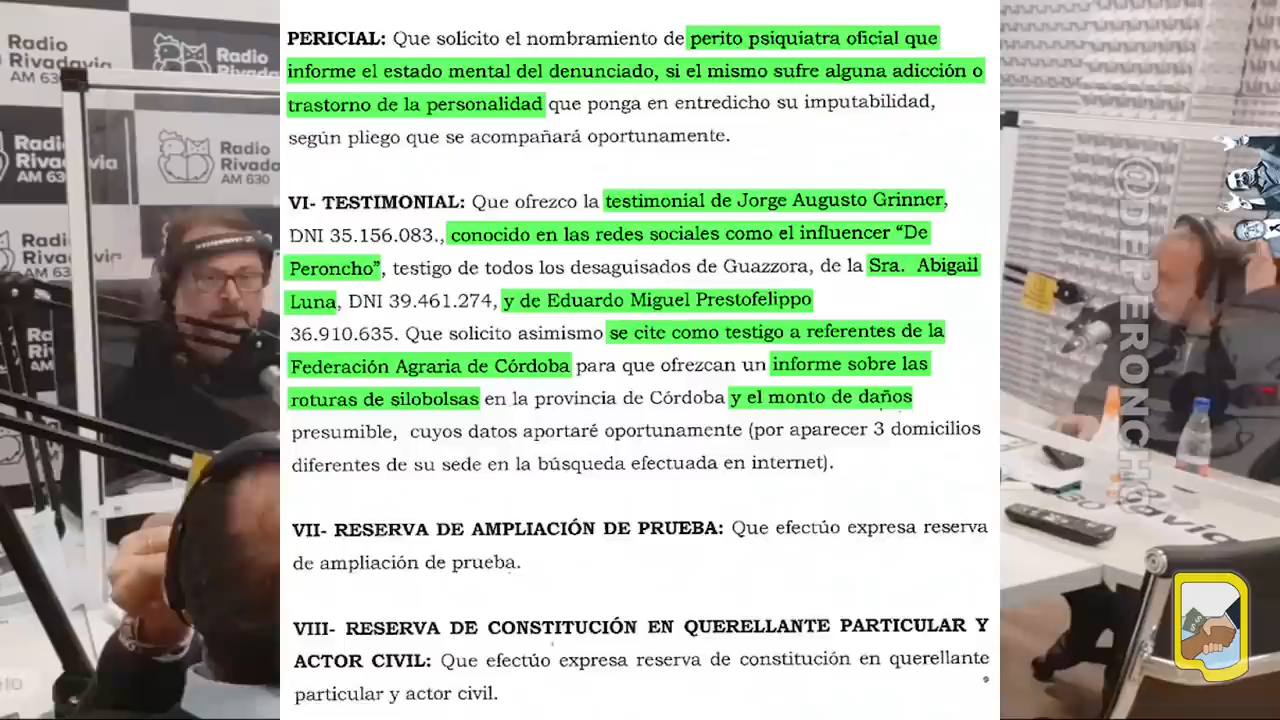 PERICIAL: Que solicito el nombramiento de perito psiquiatra oficial que
informe el estado mental del denunciado, si el mismo sufre alguna adicción o
trastorno de la personalidad que ponga en entredicho su imputabilidad,
según pliego que se acompañará oportunamente.
VI- TESTIMONIAL: Que ofrezco la testimonial de Jorge Augusto Grinner,
DNI 35.156.083., conocido en las redes sociales como el influencer “De
Peroncho”, testigo de todos los desaguisados de Guazzora, de la Sra. Abigail
Luna, DNI 39.461.274, y de Eduardo Miguel Prestofelippo
36.910.635. Que solicito asimismo se cite como testigo a referentes de la
Federación Agraria de Córdoba para que ofrezcan un informe sobre las
roturas de silobolsas en la provincia de Córdoba y el monto de daños
presumible, cuyos datos aportaré oportunamente (por aparecer 3 domicilios
diferentes de su sede en la búsqueda efectuada en internet).
VII- RESERVA DE AMPLIACIÓN DE PRUEBA: Que efectúo expresa reserva
de ampliación de prueba.
VIII- RESERVA DE CONSTITUCIÓN EN QUERELLANTE PARTICULAR Y
ACTOR CIVIL: Que efectúo expresa reserva de constitución en querellante
particular y actor civil.
Radio
Rivadavia
AM 630
Radio
Rivadavia
AM 630
Radio
Rivadavia
AM 630
@DEPERONCHO